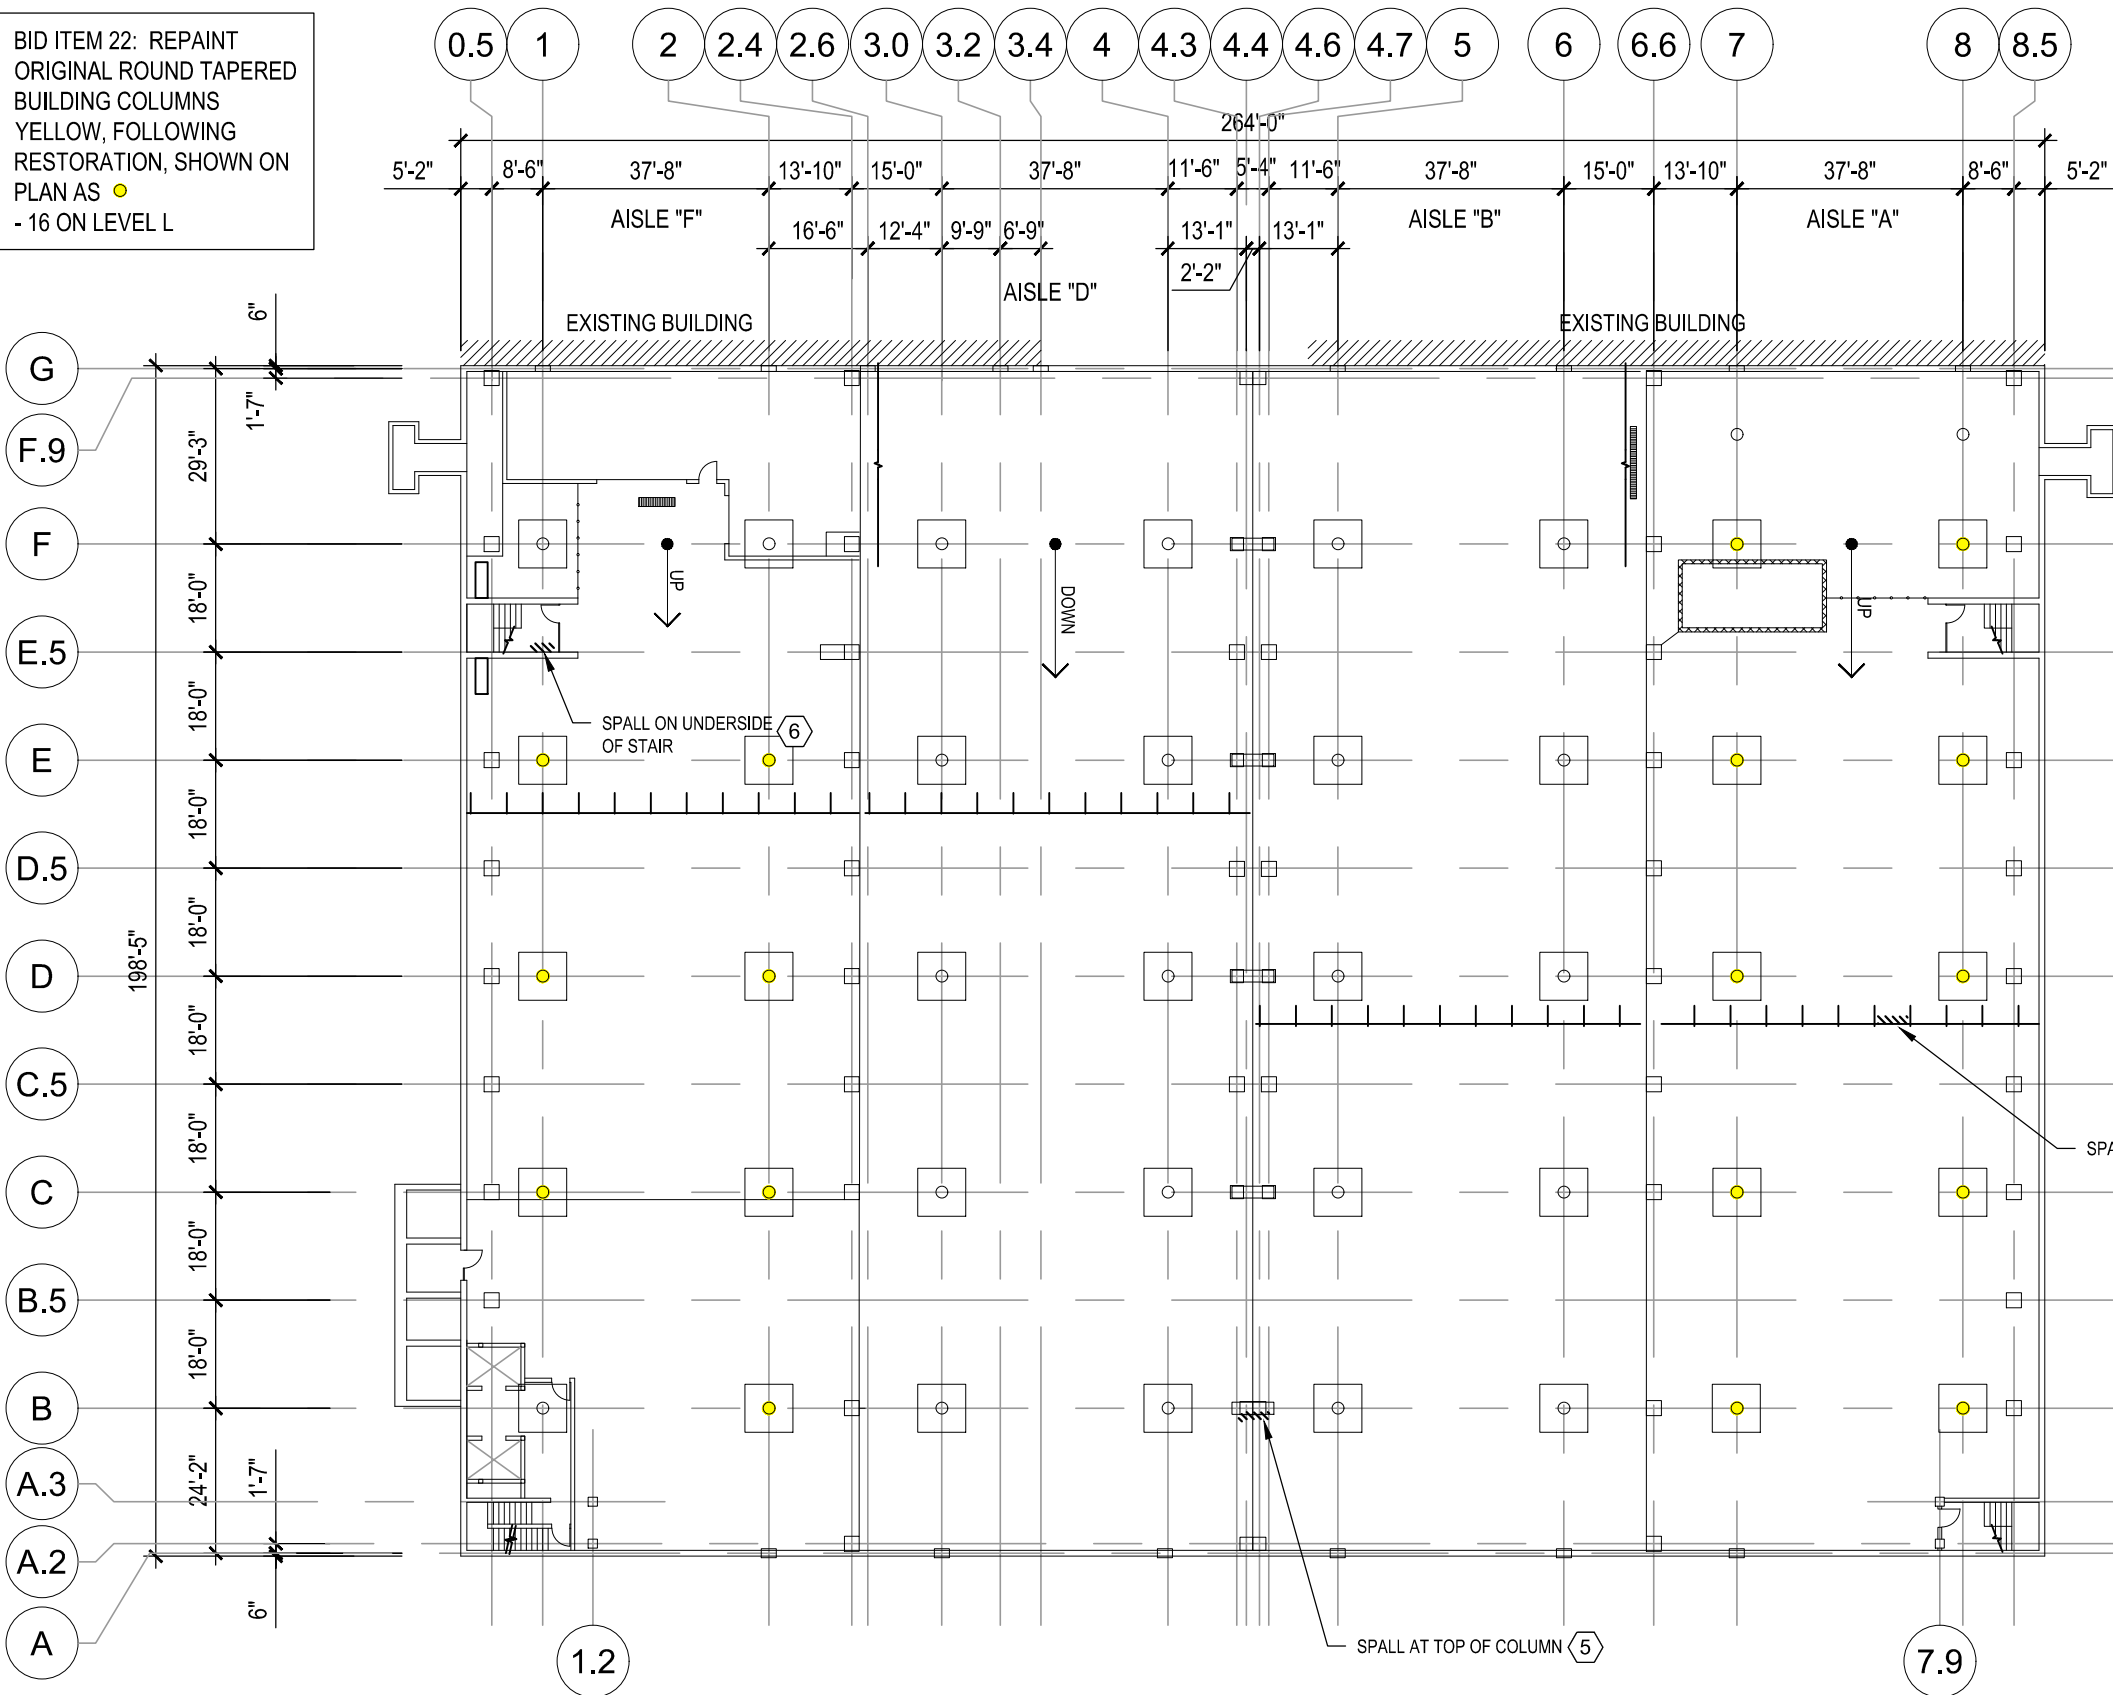 BID ITEM 22: REPAINT
ORIGINAL ROUND TAPERED
BUILDING COLUMNS
YELLOW, FOLLOWING
RESTORATION, SHOWN ON
PLAN AS
- 16 ON LEVEL L
0.5 1 2 2.4 2.6 3.0 3.2 3.4 4 4.3 4.4 4.6 4.7 5 6 6.6 7 8 8.5
264'-0"
5'-2" 8'-6" 37'-8" 13'-10" 15'-0" 37'-8" 11'-6" 5'-4" 11'-6" 37'-8" 15'-0" 13'-10" 37'-8" 8'-6" 5'-2"
AISLE "F" AISLE "B" AISLE "A"
16'-6" 12'-4" 9'-9" 6'-9" 13'-1" 13'-1"
2'-2"
AISLE "D"
EXISTING BUILDING EXISTING BUILDING
6"
G
1'-7"
F.9
29'-3"
F
UP
DOWN
UP
18'-0"
E.5
18'-0"
SPALL ON UNDERSIDE 6
OF STAIR
E
18'-0"
D.5
18'-0"
198'-5"
D
18'-0"
C.5
18'-0"
SPA
C
18'-0"
B.5
18'-0"
B
24'-2"
1'-7"
A.3
A.2
6"
A
SPALL AT TOP OF COLUMN 5
1.2 7.9